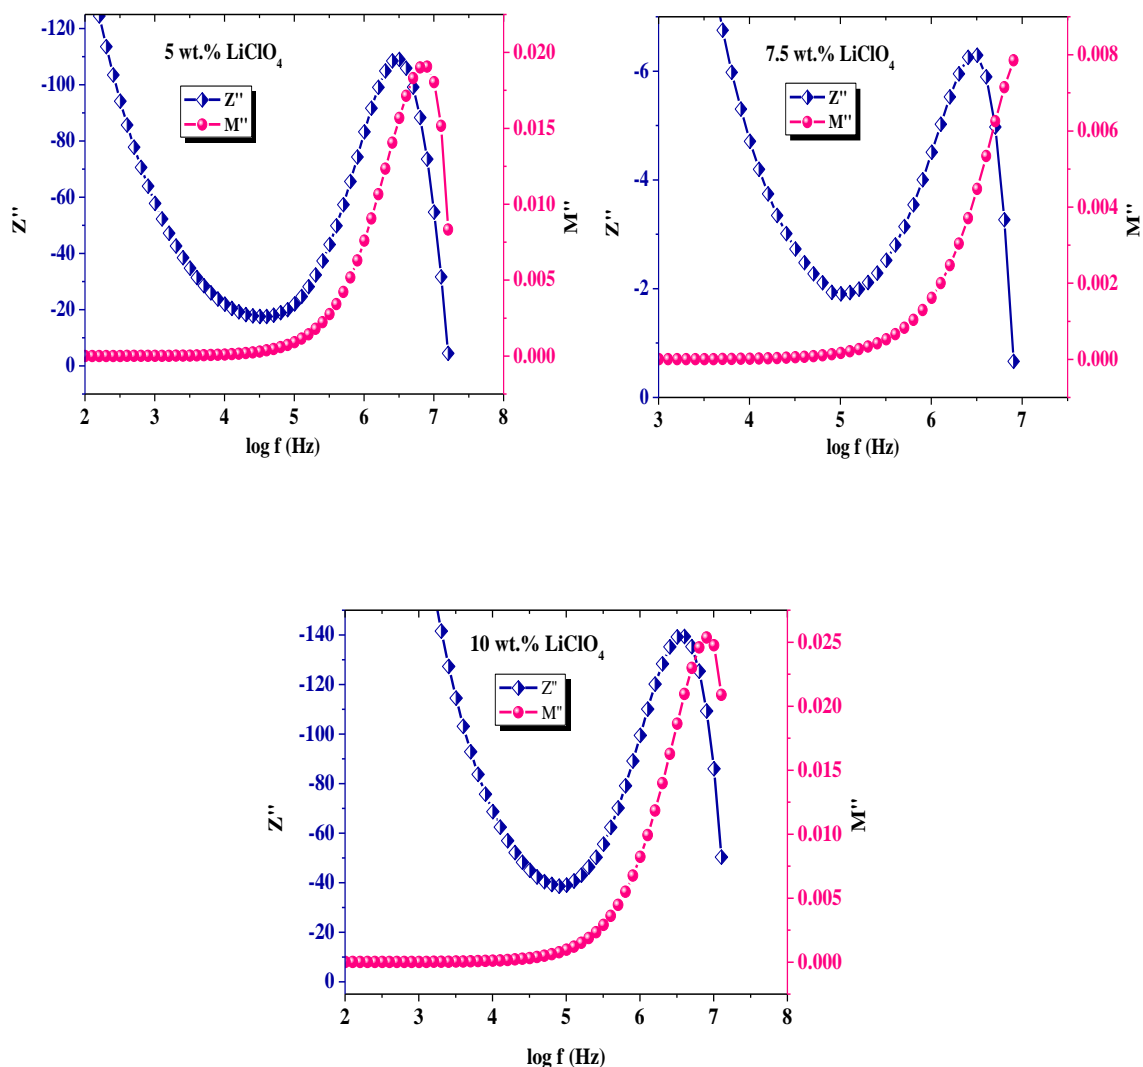 5 wt.% LiClO4
Z''
M''
-120
-100
-80
-60
-40
-20
0
0.020
0.015
0.010
0.005
0.000
Z''
M''
2 3 4 5 6 7 8
log f (Hz)
7.5 wt.% LiClO4
Z''
M''
-6
-4
-2
0
0.008
0.006
0.004
0.002
0.000
Z''
M''
3 4 5 6 7
log f (Hz)
10 wt.% LiClO4
Z''
M''
-140
-120
-100
-80
-60
-40
-20
0
0.025
0.020
0.015
0.010
0.005
0.000
Z''
M''
2 3 4 5 6 7 8
log f (Hz)